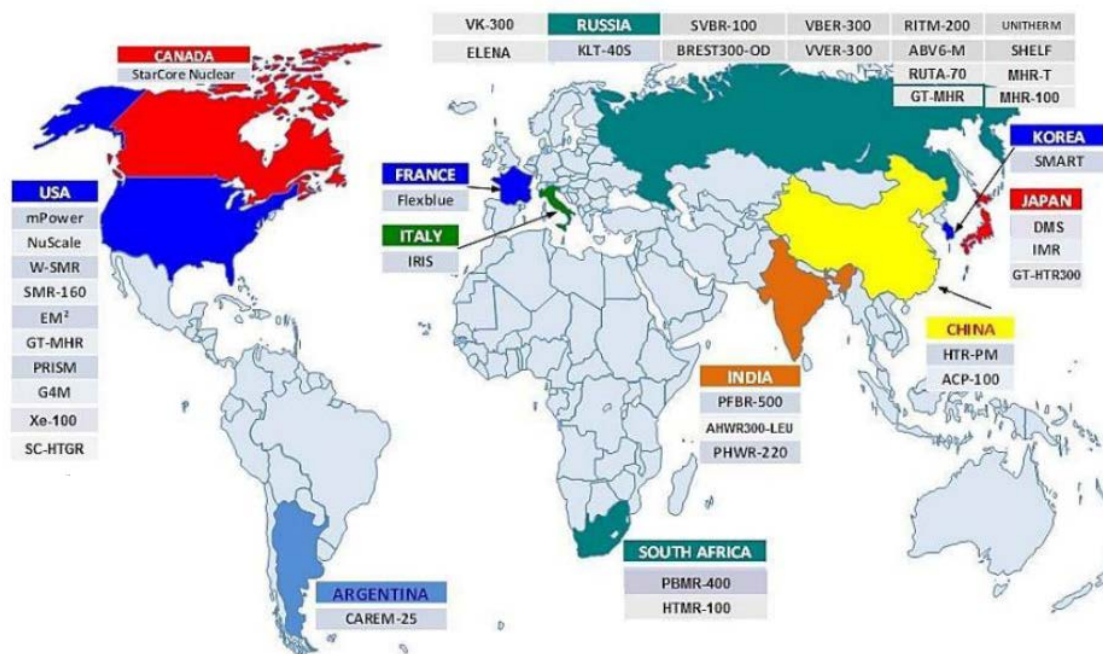 VK-300
RUSSIA
SVBR-100
VBER-300
RITM-200
UNITHERM
ELENA
KLT-40S
BREST300-OD
VVER-300
ABV6-M
SHELF
RUTA-70
MHR-T
GT-MHR
MHR-100
CANADA
StarCore Nuclear
USA
mPower
NuScale
W-SMR
SMR-160
EM²
GT-MHR
PRISM
G4M
Xe-100
SC-HTGR
FRANCE
Flexblue
ITALY
IRIS
KOREA
SMART
JAPAN
DMS
IMR
GT-HTR300
CHINA
HTR-PM
ACP-100
INDIA
PFBR-500
AHWR300-LEU
PHWR-220
SOUTH AFRICA
PBMR-400
HTMR-100
ARGENTINA
CAREM-25